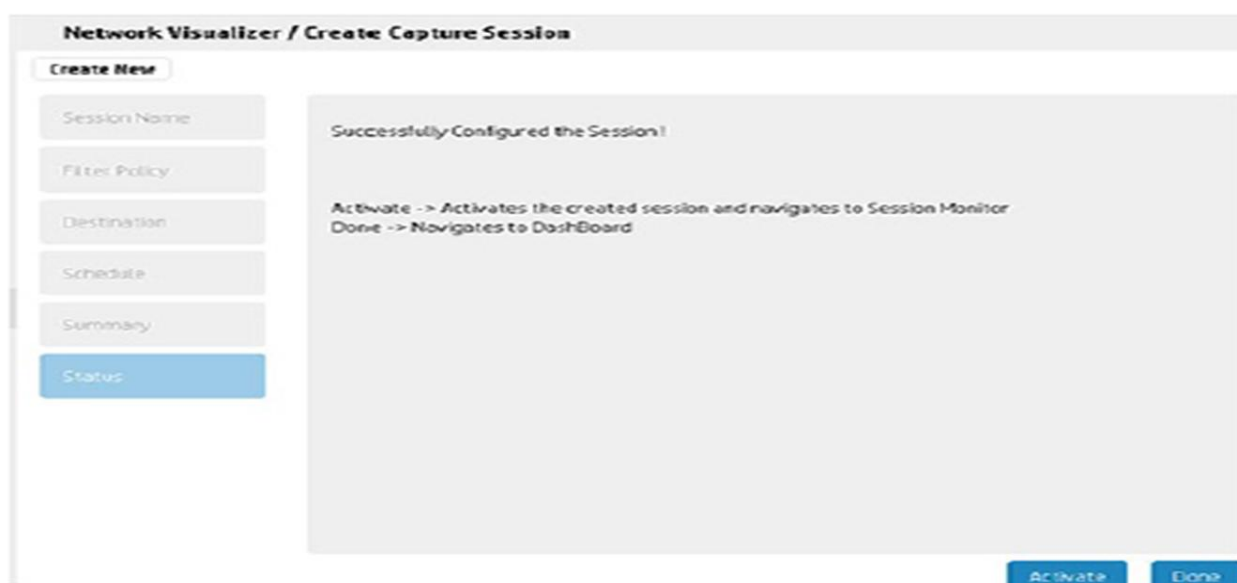 Network Visualizer / Create Capture Session
Create New
Session Name
Filter Policy
Destination
Schedule
Summary
Status
Successfully Configured the Session!
Activate -> Activates the created session and navigates to Session Monitor
Done -> Navigates to DashBoard
Activate
Done